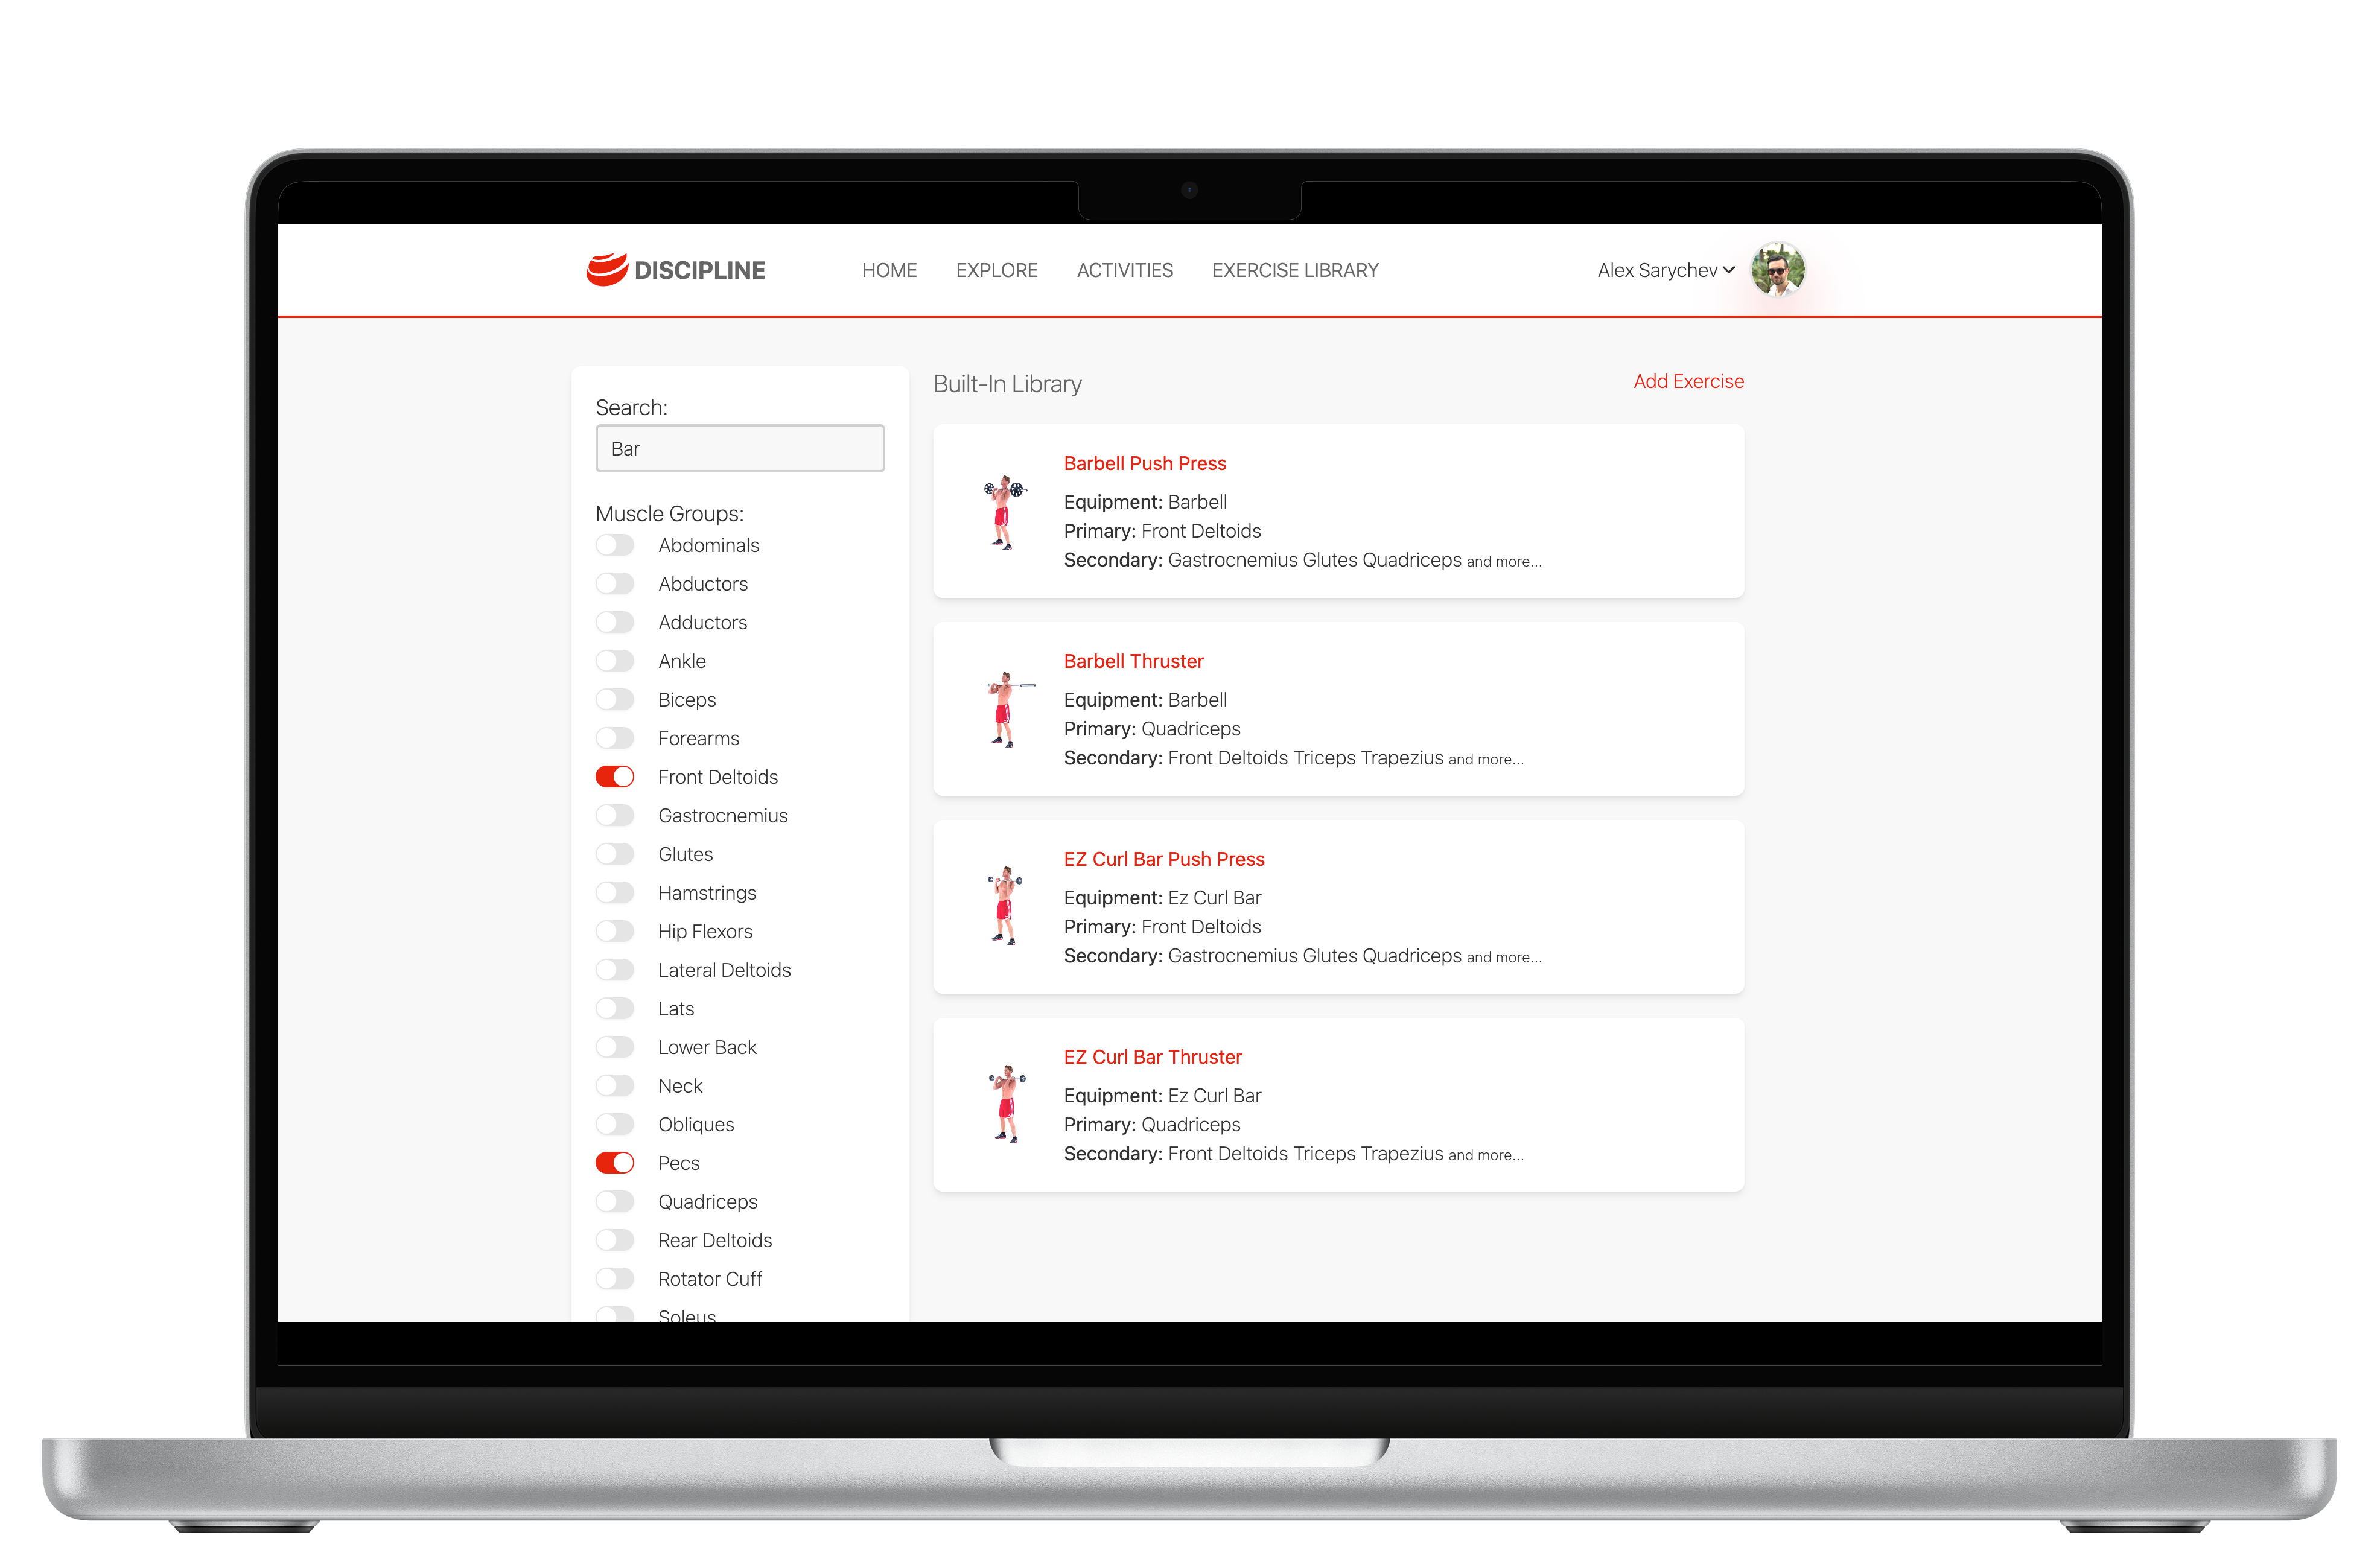 DISCIPLINE
HOME EXPLORE ACTIVITIES EXERCISE LIBRARY
Alex Sarychev
Search:
Bar
Muscle Groups:
Abdominals
Abductors
Adductors
Ankle
Biceps
Forearms
Front Deltoids
Gastrocnemius
Glutes
Hamstrings
Hip Flexors
Lateral Deltoids
Lats
Lower Back
Neck
Obliques
Pecs
Quadriceps
Rear Deltoids
Rotator Cuff
Soleus
Built-In Library
Add Exercise
Barbell Push Press
Equipment: Barbell
Primary: Front Deltoids
Secondary: Gastrocnemius Glutes Quadriceps and more...
Barbell Thruster
Equipment: Barbell
Primary: Quadriceps
Secondary: Front Deltoids Triceps Trapezius and more...
EZ Curl Bar Push Press
Equipment: Ez Curl Bar
Primary: Front Deltoids
Secondary: Gastrocnemius Glutes Quadriceps and more...
EZ Curl Bar Thruster
Equipment: Ez Curl Bar
Primary: Quadriceps
Secondary: Front Deltoids Triceps Trapezius and more...